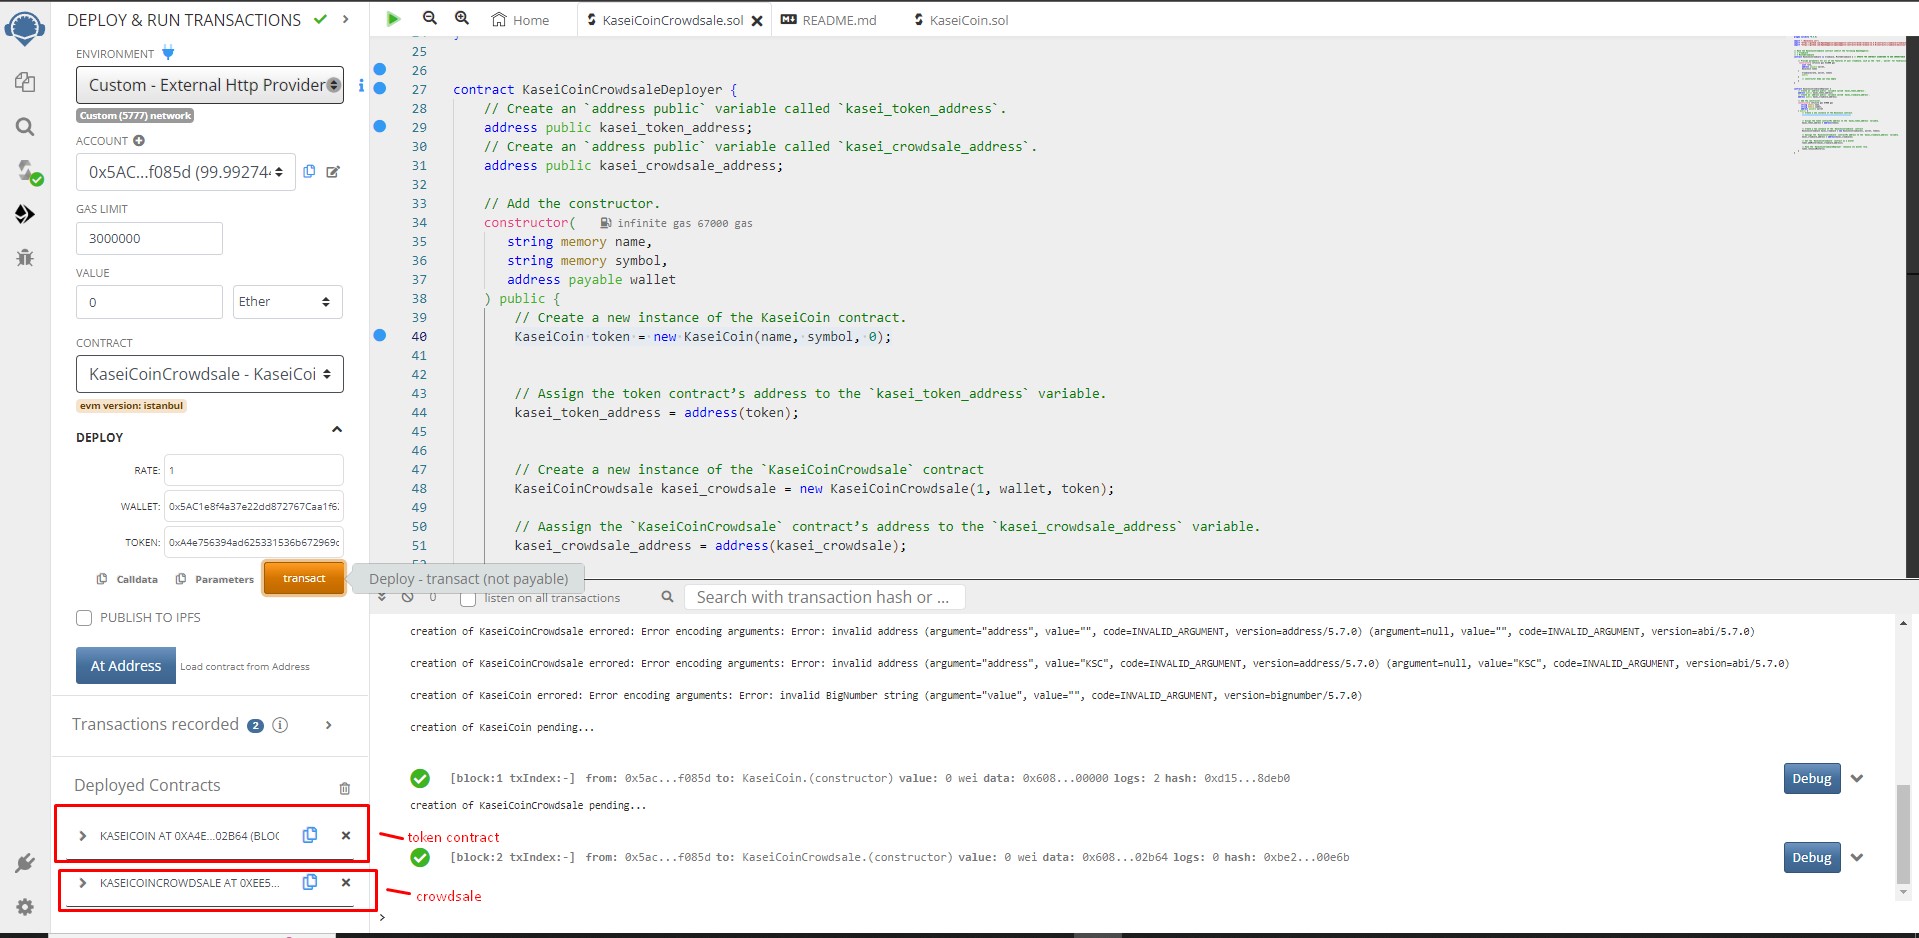 DEPLOY & RUN TRANSACTIONS
ENVIRONMENT
Custom - External Http Provider
Custom (5777) network
ACCOUNT
0x5AC...f085d (99.99274
GAS LIMIT
3000000
VALUE
0
Ether
CONTRACT
KaseiCoinCrowdsale - KaseiCoi
evm version: istanbul
DEPLOY
RATE: 1
WALLET: 0x5AC1e8f4a37e22dd872767Caa1f6
TOKEN: 0xA4e756394ad625331536b672969c
Calldata Parameters transact
Deploy - transact (not payable)
PUBLISH TO IPFS
At Address Load contract from Address
Transactions recorded 2
Deployed Contracts
KASEICOIN AT 0XA4E...02B64 (BLOC
KASEICOINCROWDSALE AT 0XEE5...
Home KaseiCoinCrowdsale.sol README.md KaseiCoin.sol
25
26
27 contract KaseiCoinCrowdsaleDeployer {
28 // Create an `address public` variable called `kasei_token_address`.
29 address public kasei_token_address;
30 // Create an `address public` variable called `kasei_crowdsale_address`.
31 address public kasei_crowdsale_address;
32
33 // Add the constructor.
34 constructor( infinite gas 67000 gas
35 string memory name,
36 string memory symbol,
37 address payable wallet
38 ) public {
39 // Create a new instance of the KaseiCoin contract.
40 KaseiCoin token = new KaseiCoin(name, symbol, 0);
41
42
43 // Assign the token contract’s address to the `kasei_token_address` variable.
44 kasei_token_address = address(token);
45
46
47 // Create a new instance of the `KaseiCoinCrowdsale` contract
48 KaseiCoinCrowdsale kasei_crowdsale = new KaseiCoinCrowdsale(1, wallet, token);
49
50 // Aassign the `KaseiCoinCrowdsale` contract’s address to the `kasei_crowdsale_address` variable.
51 kasei_crowdsale_address = address(kasei_crowdsale);
0 listen on all transactions Search with transaction hash or ...
creation of KaseiCoinCrowdsale errored: Error encoding arguments: Error: invalid address (argument="address", value="", code=INVALID_ARGUMENT, version=address/5.7.0) (argument=null, value="", code=INVALID_ARGUMENT, version=abi/5.7.0)
creation of KaseiCoinCrowdsale errored: Error encoding arguments: Error: invalid address (argument="address", value="KSC", code=INVALID_ARGUMENT, version=address/5.7.0) (argument=null, value="KSC", code=INVALID_ARGUMENT, version=abi/5.7.0)
creation of KaseiCoin errored: Error encoding arguments: Error: invalid BigNumber string (argument="value", value="", code=INVALID_ARGUMENT, version=bignumber/5.7.0)
creation of KaseiCoin pending...
[block:1 txIndex:-] from: 0x5ac...f085d to: KaseiCoin.(constructor) value: 0 wei data: 0x608...00000 logs: 2 hash: 0xd15...8deb0 Debug
creation of KaseiCoinCrowdsale pending...
token contract
[block:2 txIndex:-] from: 0x5ac...f085d to: KaseiCoinCrowdsale.(constructor) value: 0 wei data: 0x608...02b64 logs: 0 hash: 0xbe2...00e6b Debug
crowdsale
>